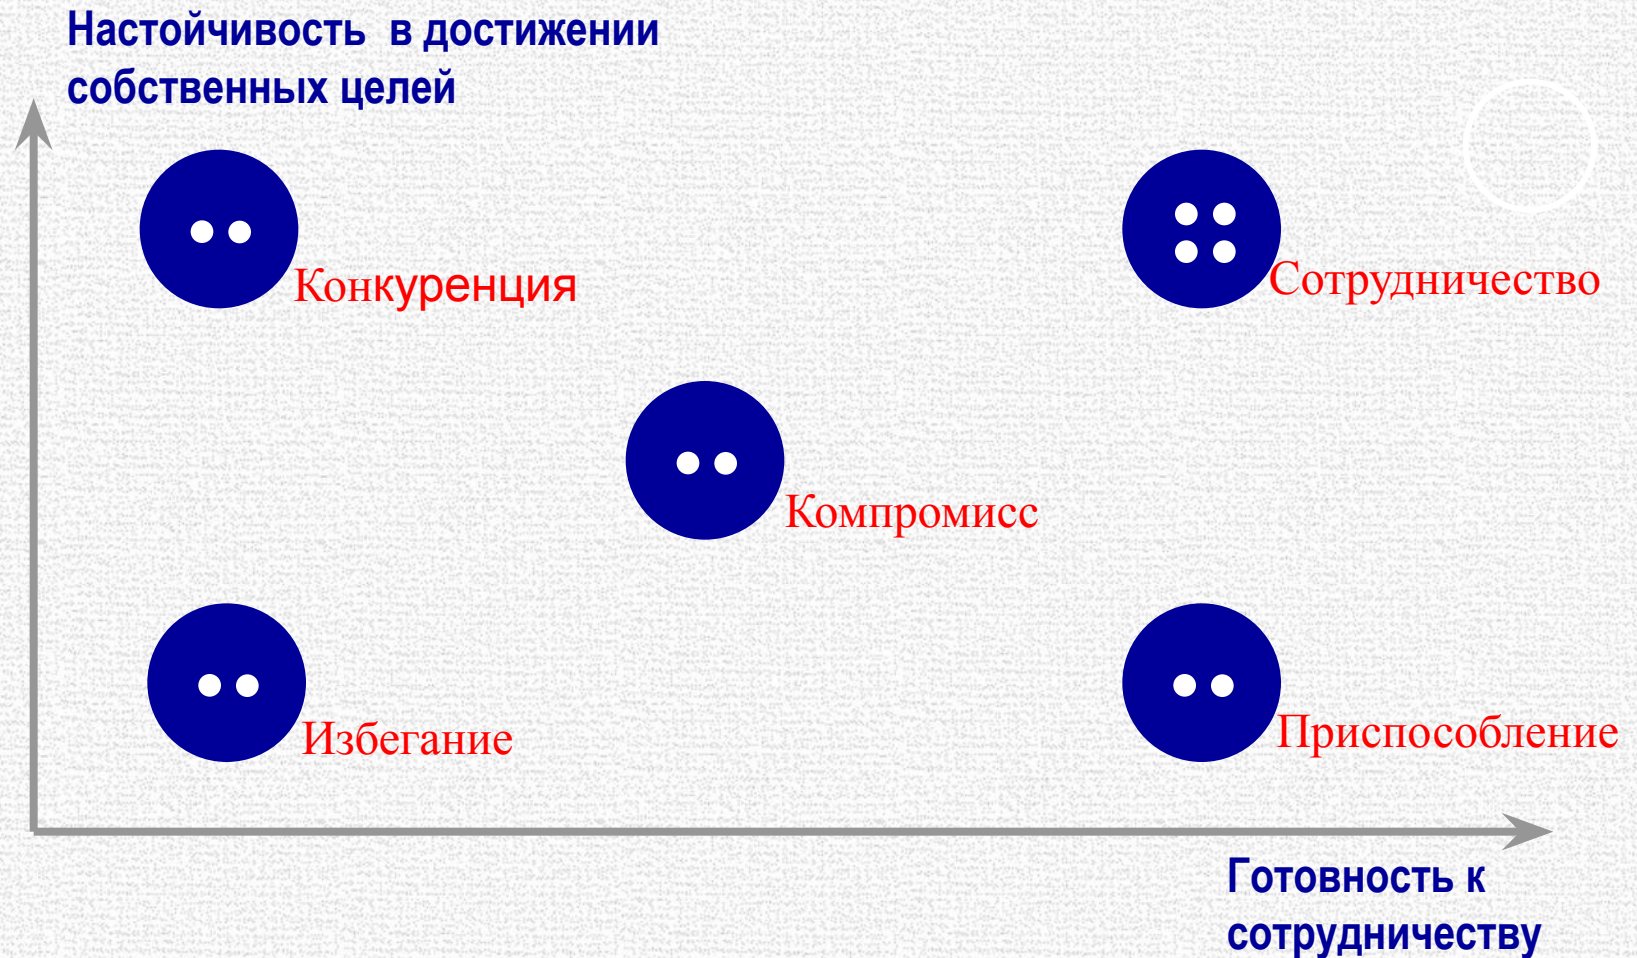 Настойчивость в достижении
собственных целей
Конкуренция
Сотрудничество
Компромисс
Избегание
Приспособление
Готовность к
сотрудничеству